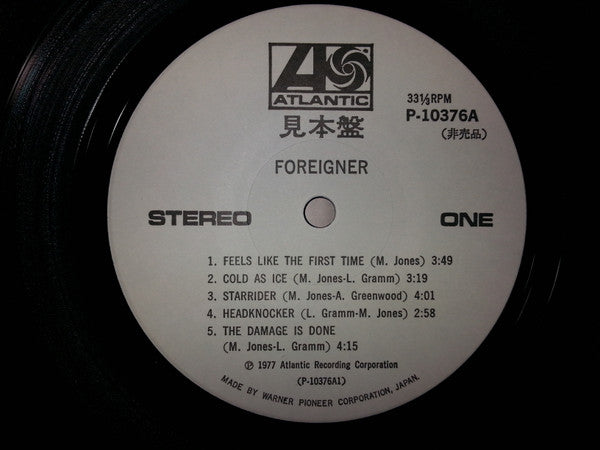 ATLANTIC
見本盤
33⅓RPM
P-10376A
(非売品)
FOREIGNER
STEREO
ONE
1. FEELS LIKE THE FIRST TIME (M. Jones) 3:49
2. COLD AS ICE (M. Jones-L. Gramm) 3:19
3. STARRIDER (M. Jones-A. Greenwood) 4:01
4. HEADKNOCKER (L. Gramm-M. Jones) 2:58
5. THE DAMAGE IS DONE
(M. Jones-L. Gramm) 4:15
℗ 1977 Atlantic Recording Corporation
(P-10376A1)
MADE BY WARNER PIONEER CORPORATION, JAPAN.